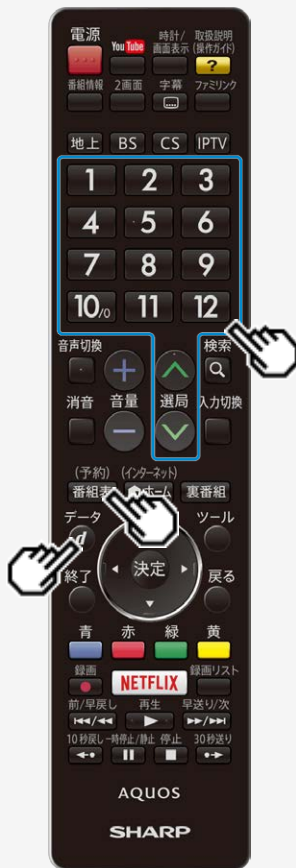 電源 You Tube 時計/画面表示 取扱説明(操作ガイド)
?
番組情報 2画面 字幕 ファミリンク
地上 BS CS IPTV
1 2 3
4 5 6
7 8 9
10/0 11 12
音声切換 検索
+
消音 音量 選局 入力切換
(予約) (インターネット)
番組表 ホーム 裏番組
データ ツール
d
決定
終了 戻る
青 赤 緑 黄
録画 NETFLIX 録画リスト
前/早戻し 再生 早送り/次
10秒戻し 一時停止/静止 停止 30秒送り
AQUOS
SHARP